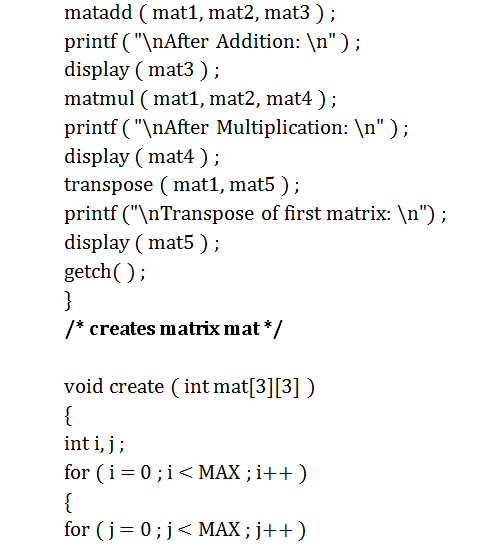 matadd ( mat1, mat2, mat3 ) ;
printf ( "\nAfter Addition: \n" ) ;
display ( mat3 ) ;
matmul ( mat1, mat2, mat4 ) ;
printf ( "\nAfter Multiplication: \n" ) ;
display ( mat4 ) ;
transpose ( mat1, mat5 ) ;
printf ("\nTranspose of first matrix: \n") ;
display ( mat5 ) ;
getch( ) ;
}
/* creates matrix mat */
void create ( int mat[3][3] )
{
int i, j ;
for ( i = 0 ; i < MAX ; i++ )
{
for ( j = 0 ; j < MAX ; j++ )